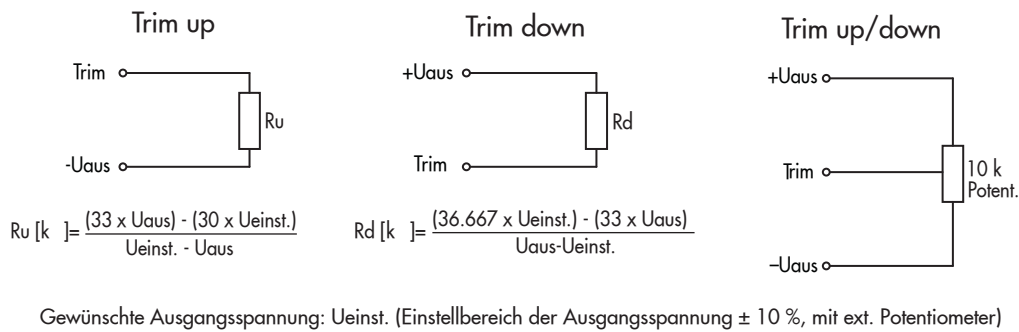 Trim up
Trim
Ru
-Uaus
Ru [k ]= (33 x Uaus) - (30 x Ueinst.)
Ueinst. - Uaus
Trim down
+Uaus
Rd
Trim
Rd [k ]= (36.667 x Ueinst.) - (33 x Uaus)
Uaus-Ueinst.
Trim up/down
+Uaus
Trim
10 k
Potent.
–Uaus
Gewünschte Ausgangsspannung: Ueinst. (Einstellbereich der Ausgangsspannung ± 10 %, mit ext. Potentiometer)